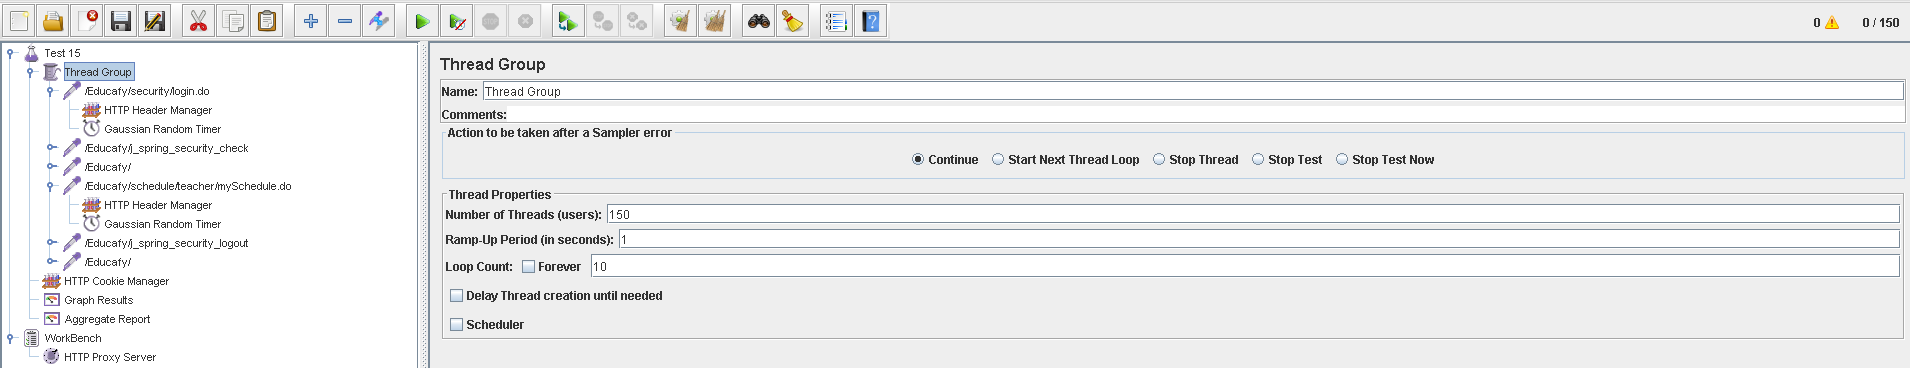 0 0 / 150
Test 15
Thread Group
/Educafy/security/login.do
HTTP Header Manager
Gaussian Random Timer
/Educafy/j_spring_security_check
/Educafy/
/Educafy/schedule/teacher/mySchedule.do
HTTP Header Manager
Gaussian Random Timer
/Educafy/j_spring_security_logout
/Educafy/
HTTP Cookie Manager
Graph Results
Aggregate Report
WorkBench
HTTP Proxy Server
Thread Group
Name: Thread Group
Comments:
Action to be taken after a Sampler error
Continue Start Next Thread Loop Stop Thread Stop Test Stop Test Now
Thread Properties
Number of Threads (users): 150
Ramp-Up Period (in seconds): 1
Loop Count: Forever 10
Delay Thread creation until needed
Scheduler